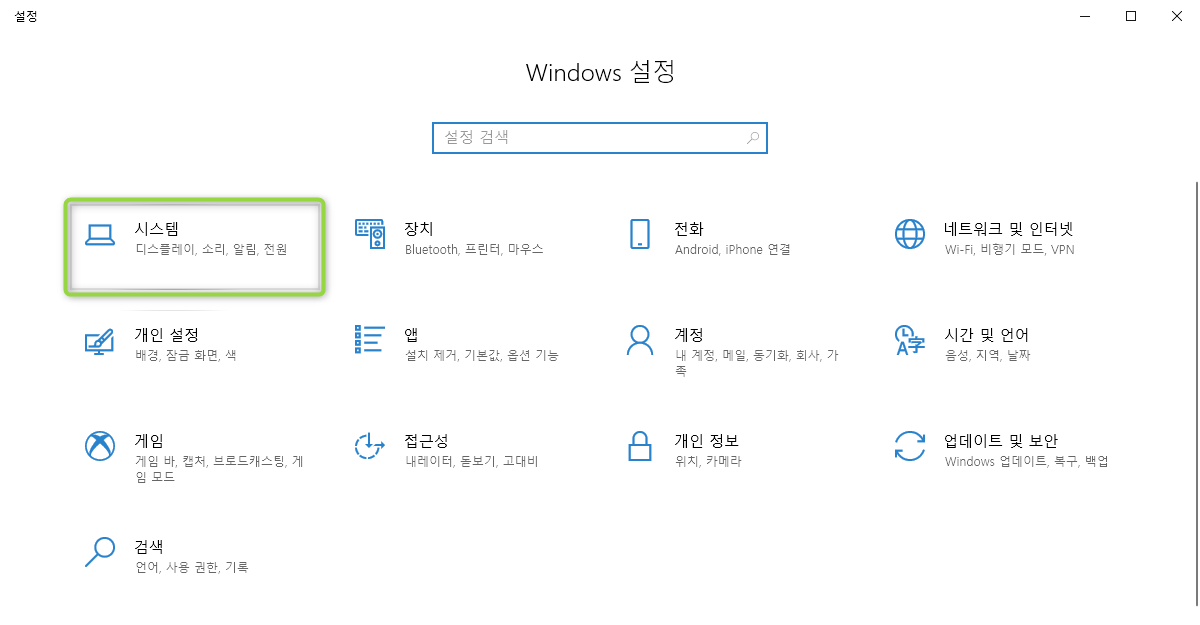 설정
Windows 설정
설정 검색
시스템
디스플레이, 소리, 알림, 전원
장치
Bluetooth, 프린터, 마우스
전화
Android, iPhone 연결
네트워크 및 인터넷
Wi-Fi, 비행기 모드, VPN
개인 설정
배경, 잠금 화면, 색
앱
설치 제거, 기본값, 옵션 기능
계정
내 계정, 메일, 동기화, 회사, 가
족
시간 및 언어
음성, 지역, 날짜
게임
게임 바, 캡처, 브로드캐스팅, 게
임 모드
접근성
내레이터, 돋보기, 고대비
개인 정보
위치, 카메라
업데이트 및 보안
Windows 업데이트, 복구, 백업
검색
언어, 사용 권한, 기록